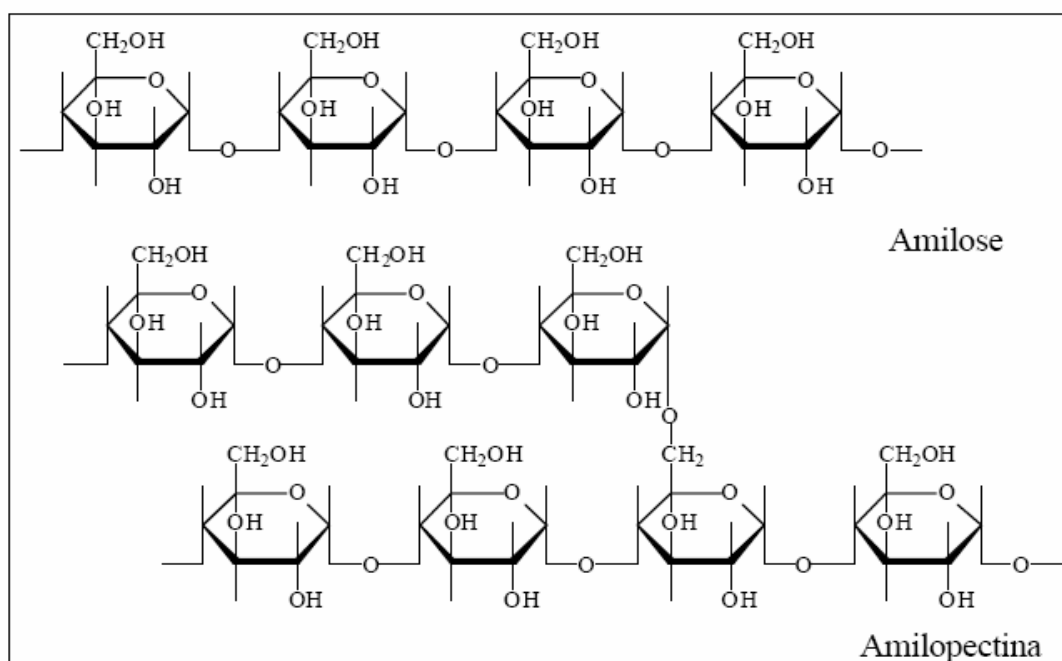 CH2OH CH2OH CH2OH CH2OH
O O O O
OH OH OH OH
O O O O
OH OH OH OH
Amilose
CH2OH CH2OH CH2OH
O O O
OH OH OH
O O
OH OH OH
O
CH2OH CH2OH CH2 CH2OH
O O O O
OH OH OH OH
O O O O
OH OH OH OH
Amilopectina